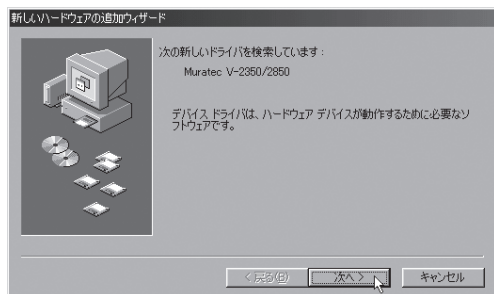 新しいハードウェアの追加ウィザード
次の新しいドライバを検索しています :
Muratec V-2350/2850
デバイス ドライバは、ハードウェア デバイスが動作するために必要なソ
フトウェアです。
< 戻る(B)
次へ >
キャンセル